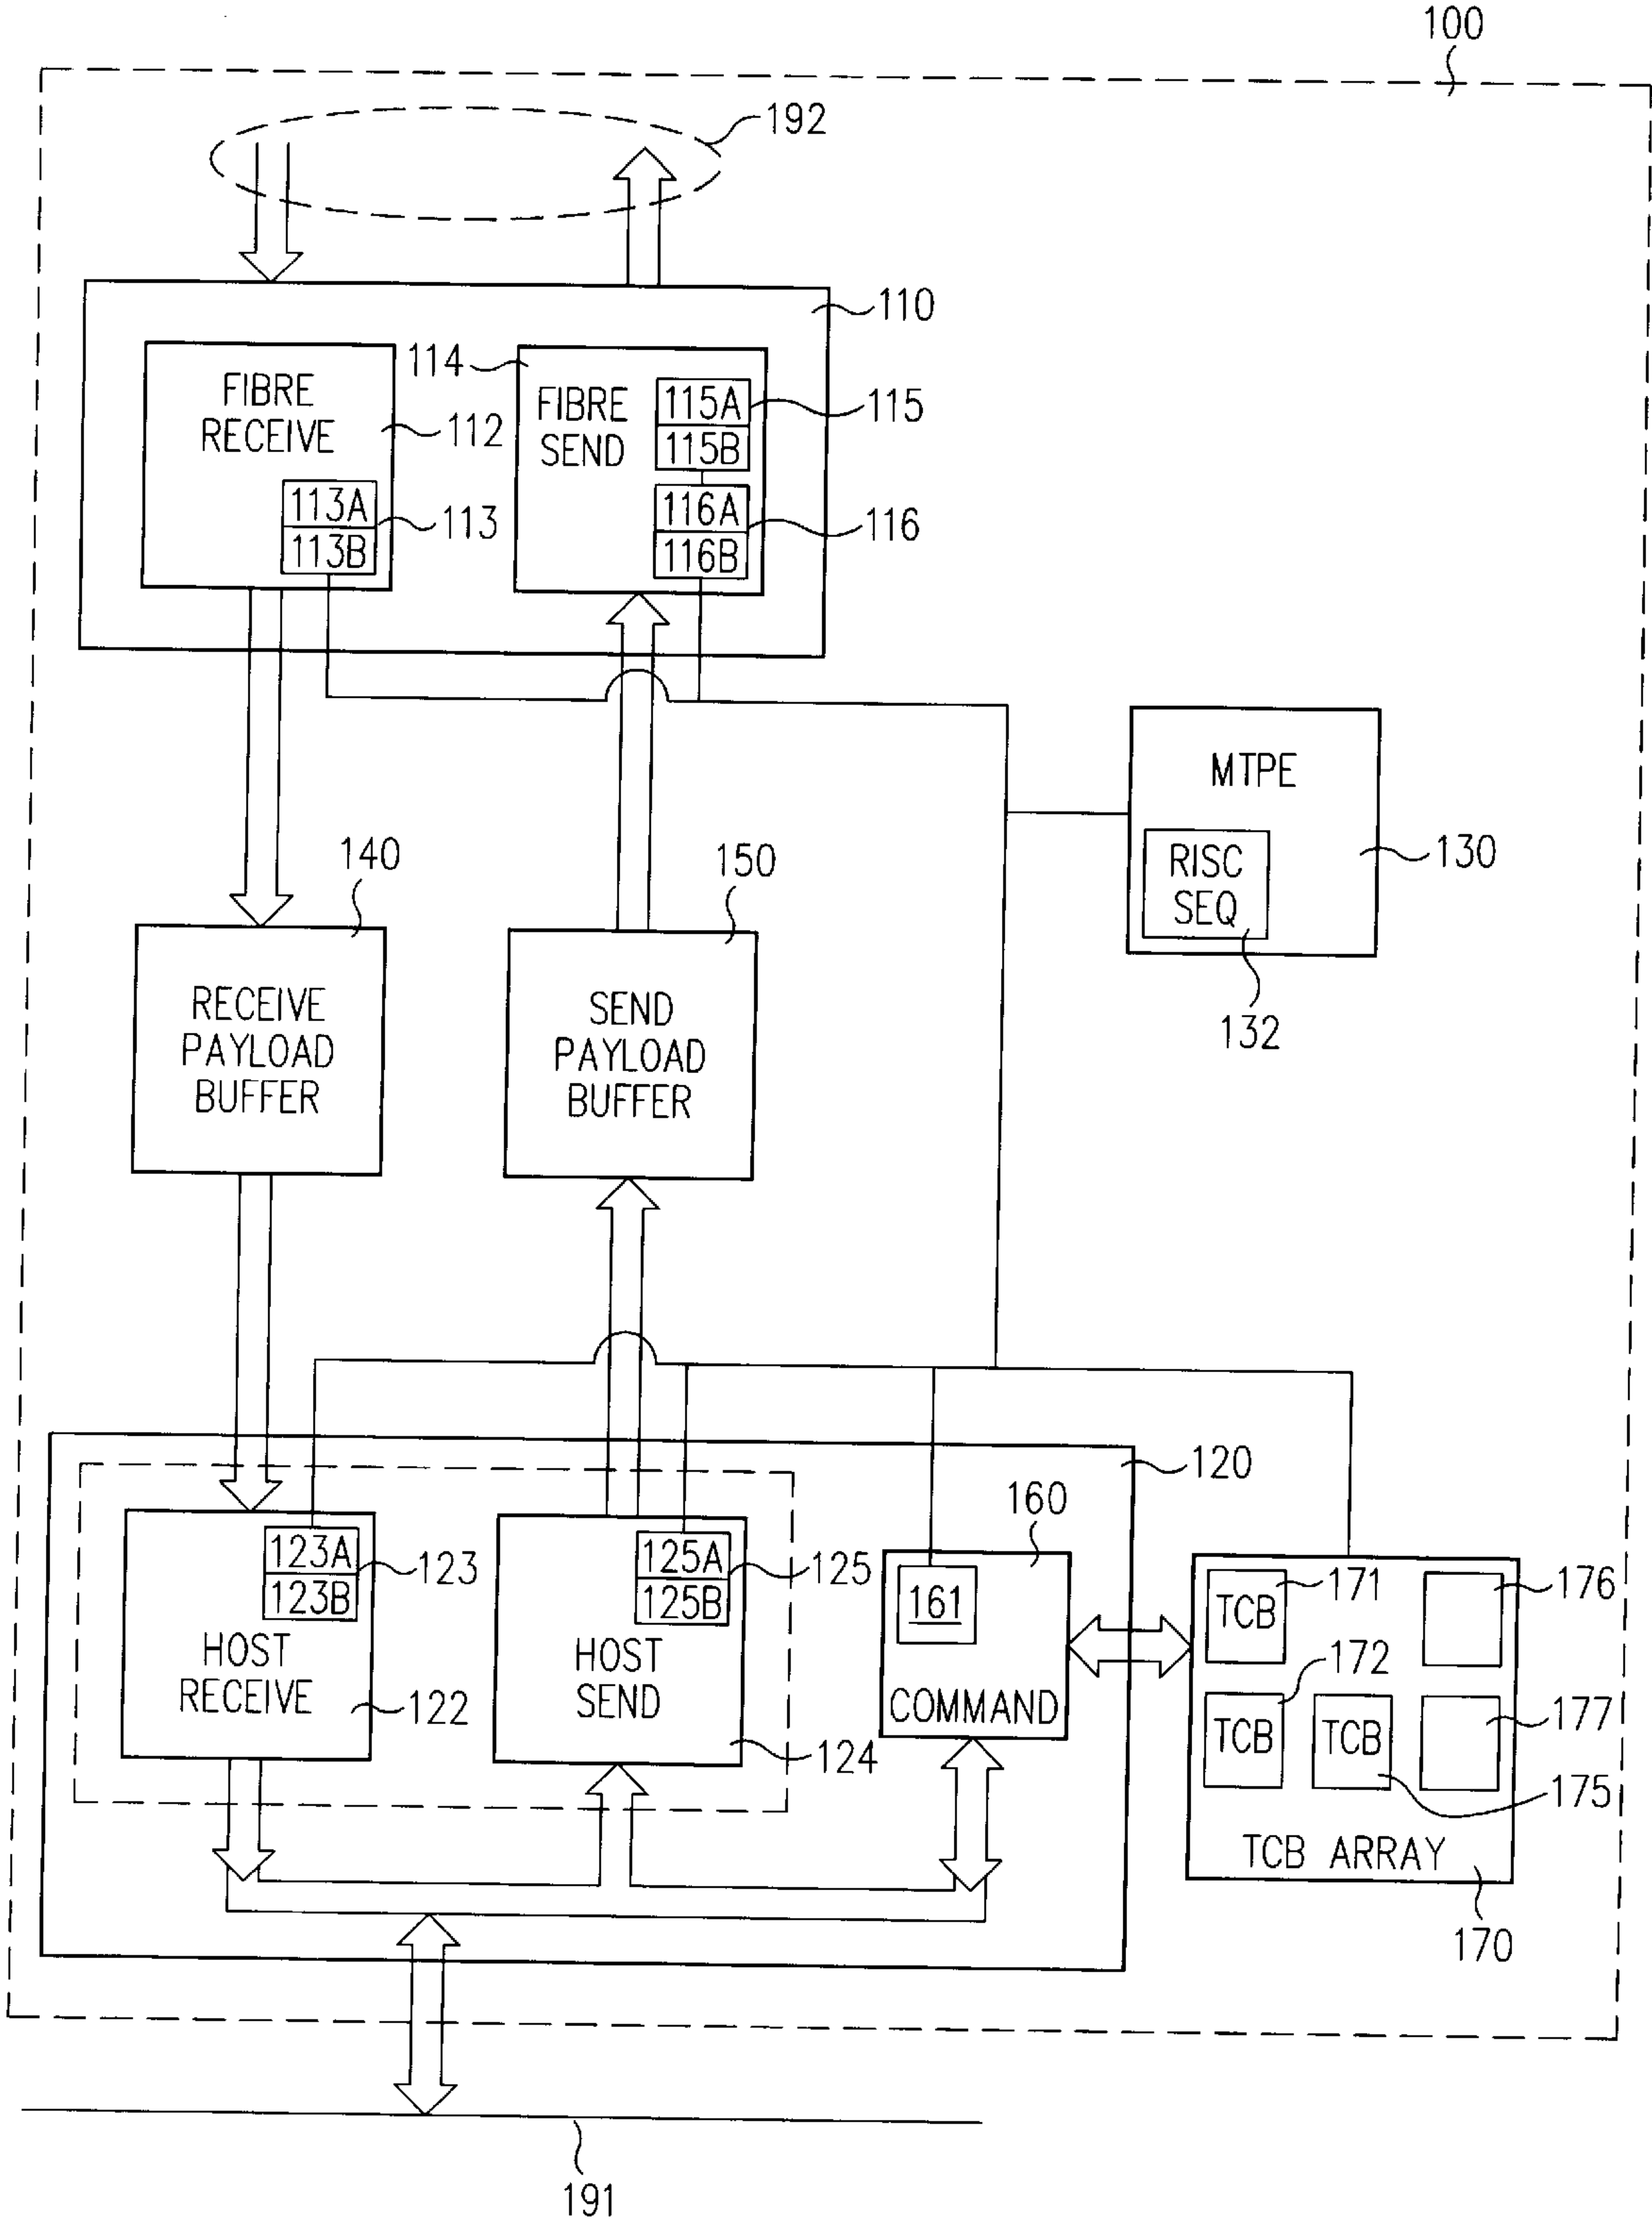 100
192
110
FIBRE
RECEIVE
112
113A
113B
113
114
FIBRE
SEND
115A
115B
115
116A
116B
116
MTPE
RISC
SEQ
130
132
140
RECEIVE
PAYLOAD
BUFFER
150
SEND
PAYLOAD
BUFFER
120
123A
123B
123
HOST
RECEIVE
122
125A
125B
125
HOST
SEND
124
160
161
COMMAND
TCB
171
176
TCB
172
TCB
175
177
TCB ARRAY
170
191